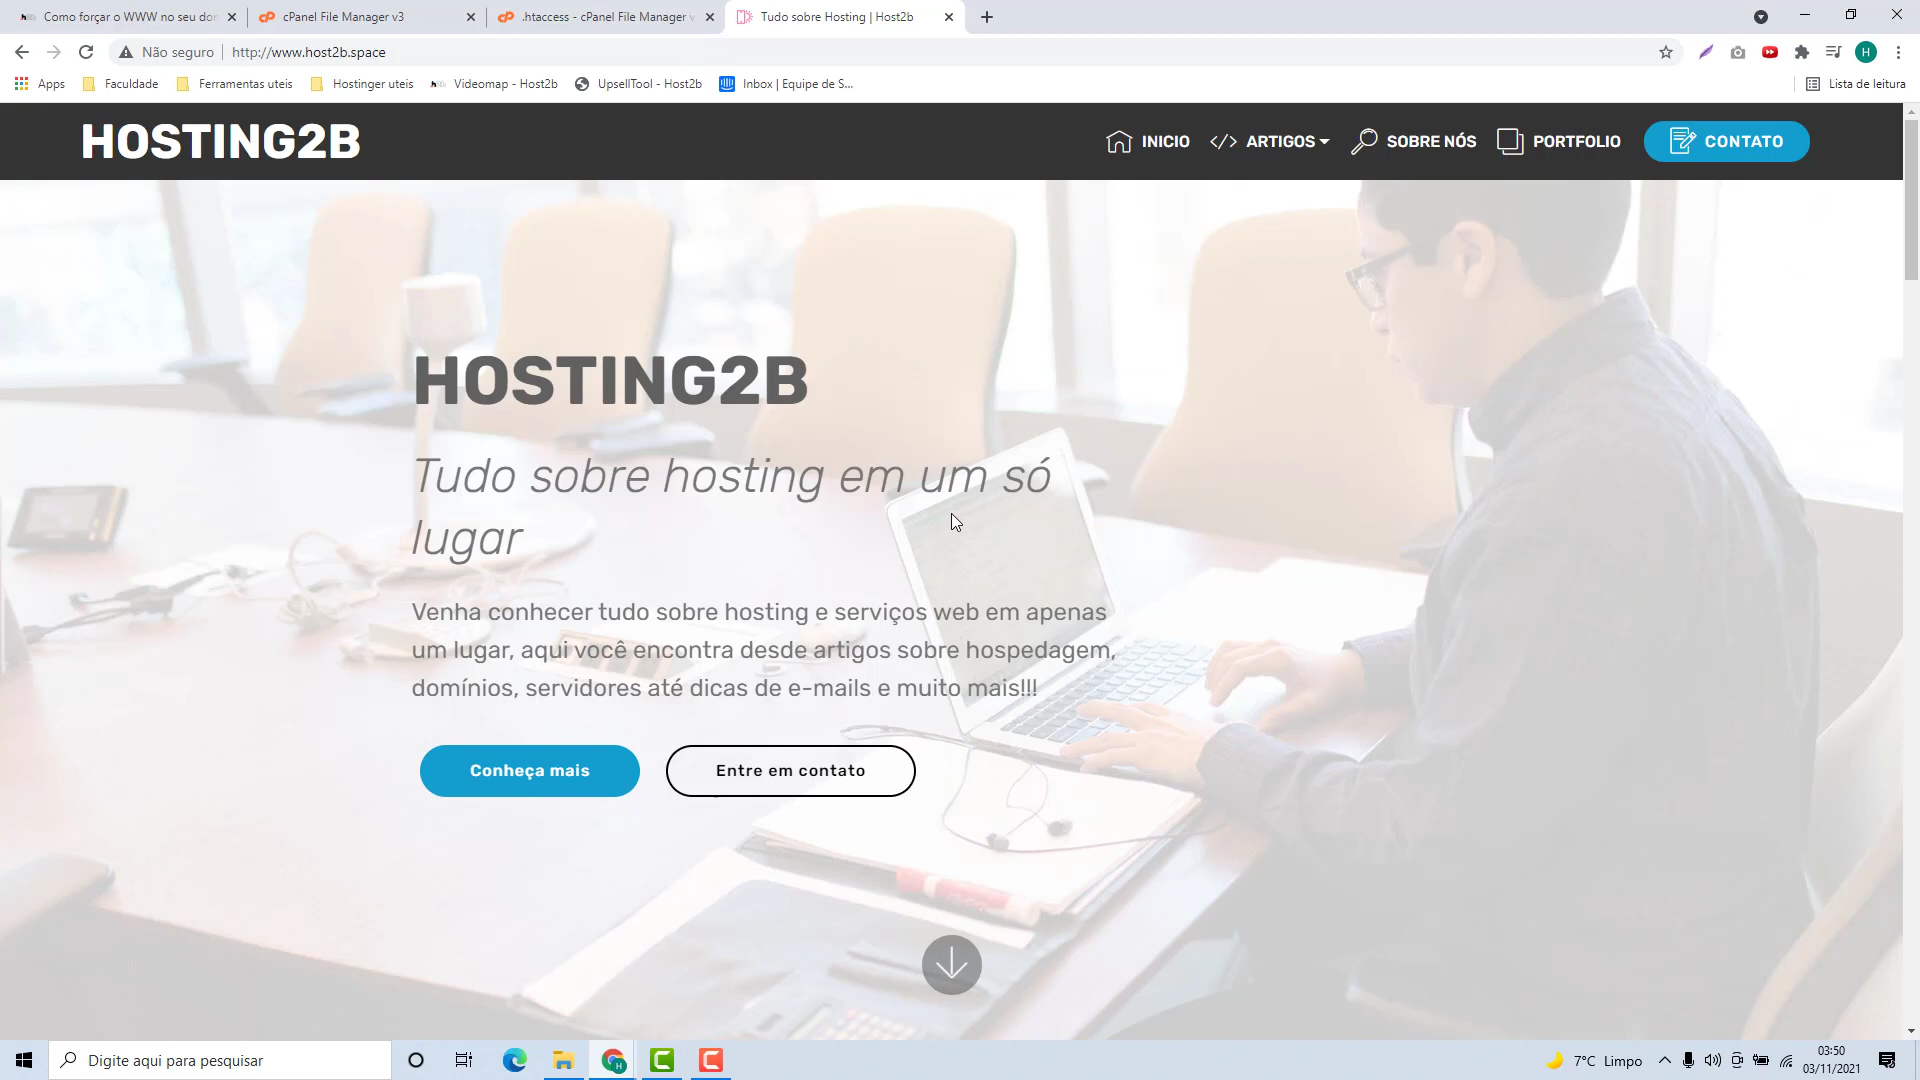 Como forçar o WWW no seu dor
cPanel File Manager v3
.htaccess - cPanel File Manager v
Tudo sobre Hosting | Host2b
Não seguro
http://www.host2b.space
H
Apps
Faculdade
Ferramentas uteis
Hostinger uteis
Videomap - Host2b
UpsellTool - Host2b
Inbox | Equipe de S...
Lista de leitura
HOSTING2B
INICIO
ARTIGOS
SOBRE NÓS
PORTFOLIO
CONTATO
HOSTING2B
Tudo sobre hosting em um só
lugar
Venha conhecer tudo sobre hosting e serviços web em apenas
um lugar, aqui você encontra desde artigos sobre hospedagem,
domínios, servidores até dicas de e-mails e muito mais!!!
Conheça mais
Entre em contato
Digite aqui para pesquisar
7°C Limpo
03:50
03/11/2021